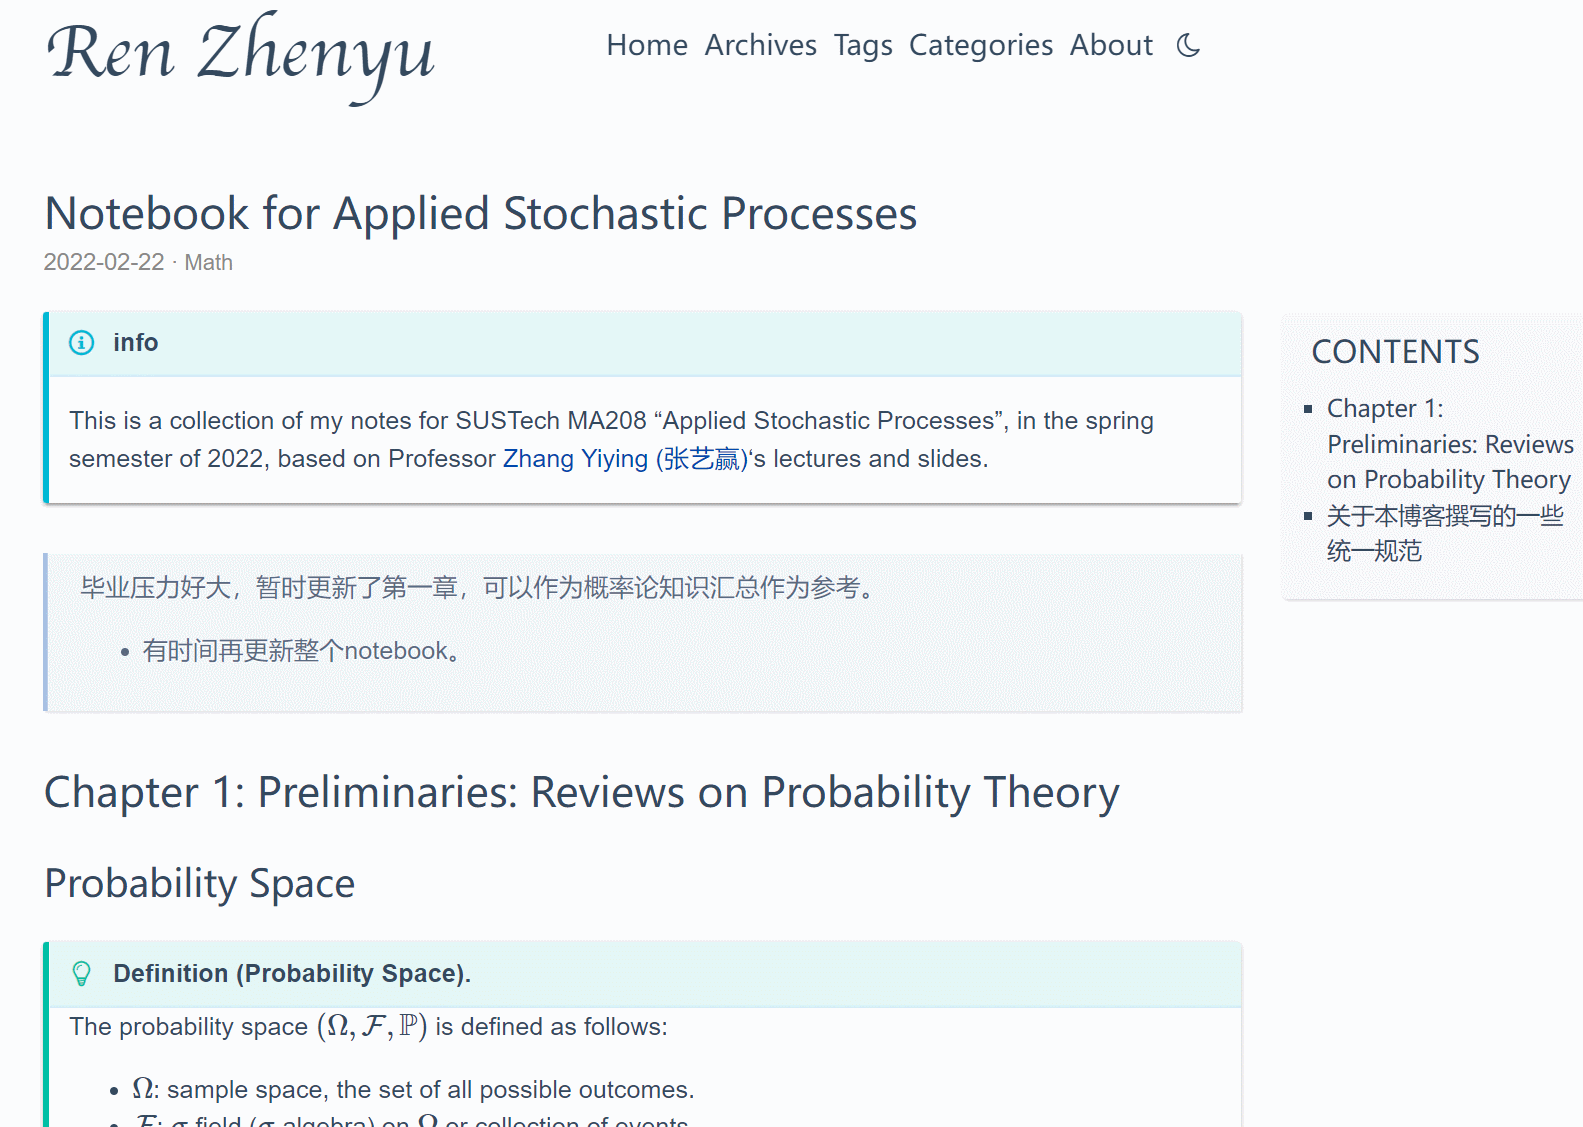 Ren Zhenyu
Home Archives Tags Categories About
Notebook for Applied Stochastic Processes
2022-02-22 · Math
info
This is a collection of my notes for SUSTech MA208 “Applied Stochastic Processes”, in the spring
semester of 2022, based on Professor Zhang Yiying (张艺赢)‘s lectures and slides.
毕业压力好大，暂时更新了第一章，可以作为概率论知识汇总作为参考。
• 有时间再更新整个notebook。
Chapter 1: Preliminaries: Reviews on Probability Theory
Probability Space
Definition (Probability Space).
The probability space (Ω, ℱ, ℙ) is defined as follows:
• Ω: sample space, the set of all possible outcomes.
• ℱ: σ field (σ algebra) on Ω or collection of events
CONTENTS
▪ Chapter 1:
Preliminaries: Reviews
on Probability Theory
▪ 关于本博客撰写的一些
统一规范